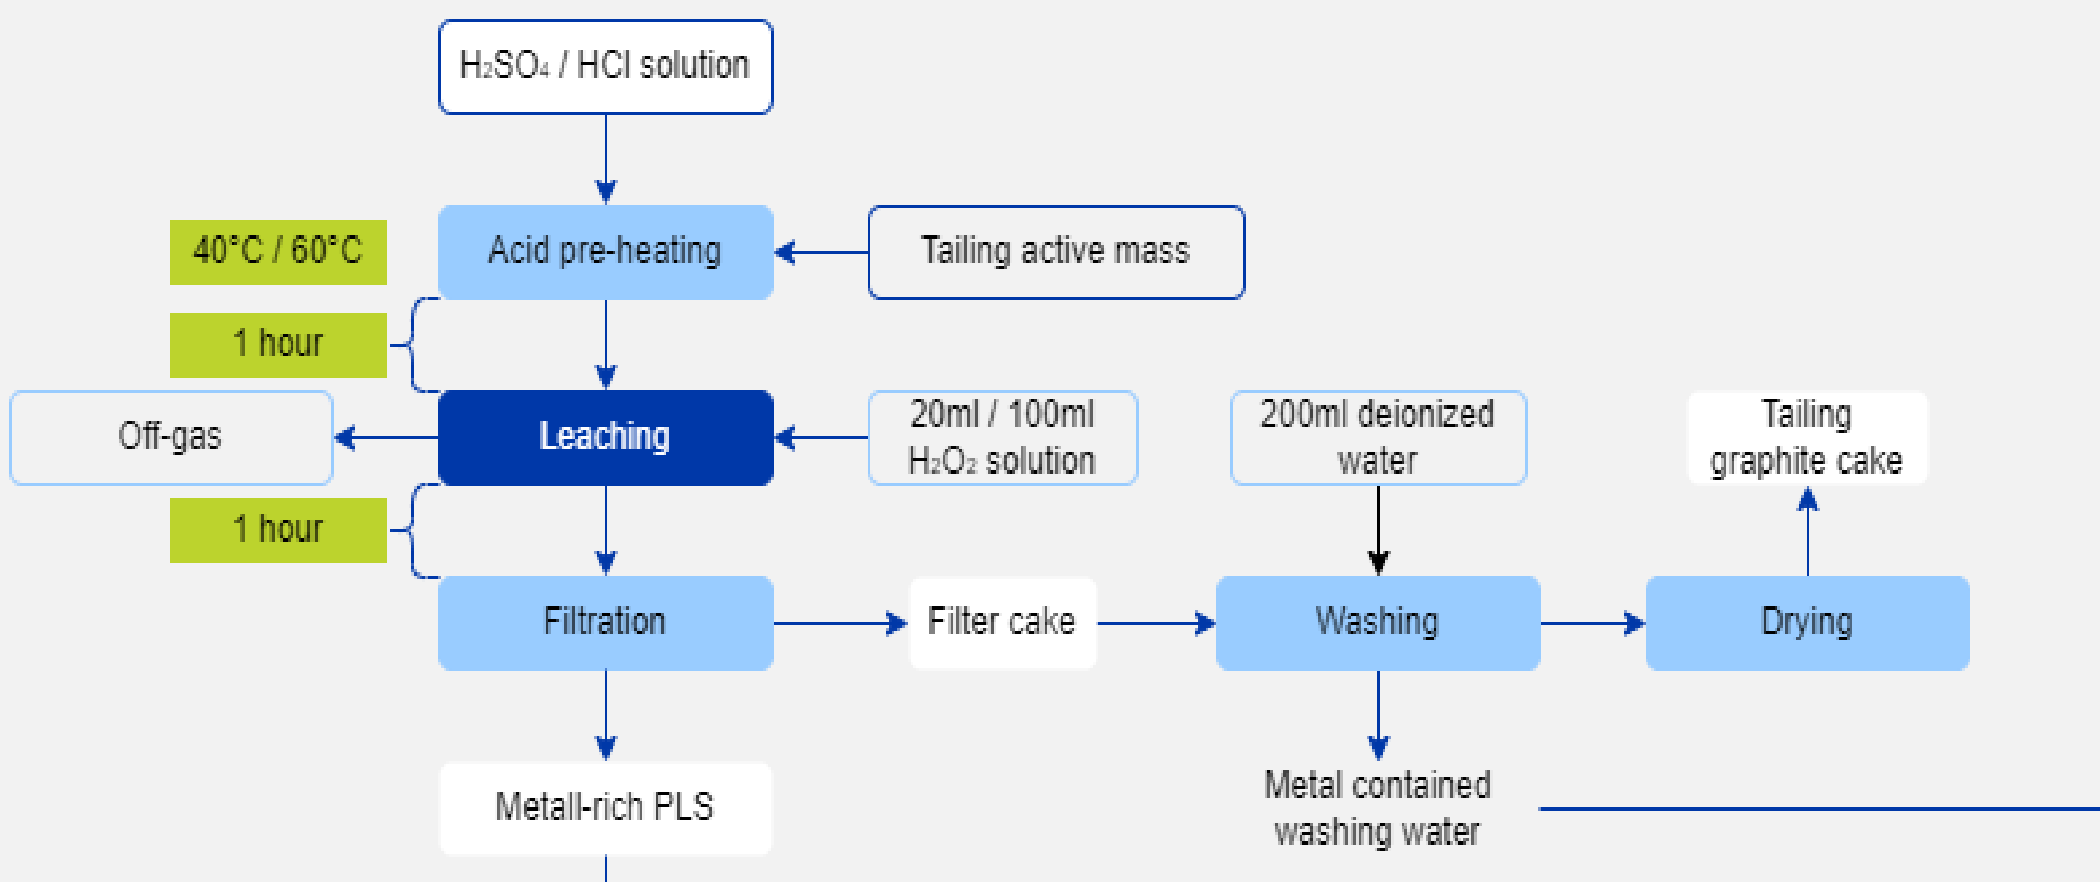 H₂SO₄ / HCl solution
40°C / 60°C
Acid pre-heating
Tailing active mass
1 hour
Off-gas
Leaching
20ml / 100ml
H₂O₂ solution
200ml deionized
water
Tailing
graphite cake
1 hour
Filtration
Filter cake
Washing
Drying
Metall-rich PLS
Metal contained
washing water